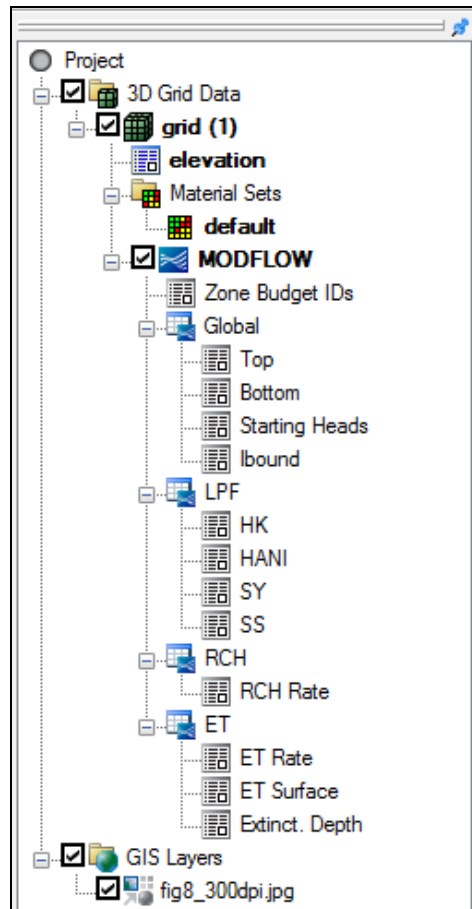 Project
3D Grid Data
grid (1)
elevation
Material Sets
default
MODFLOW
Zone Budget IDs
Global
Top
Bottom
Starting Heads
Ibound
LPF
HK
HANI
SY
SS
RCH
RCH Rate
ET
ET Rate
ET Surface
Extinct. Depth
GIS Layers
fig8_300dpi.jpg